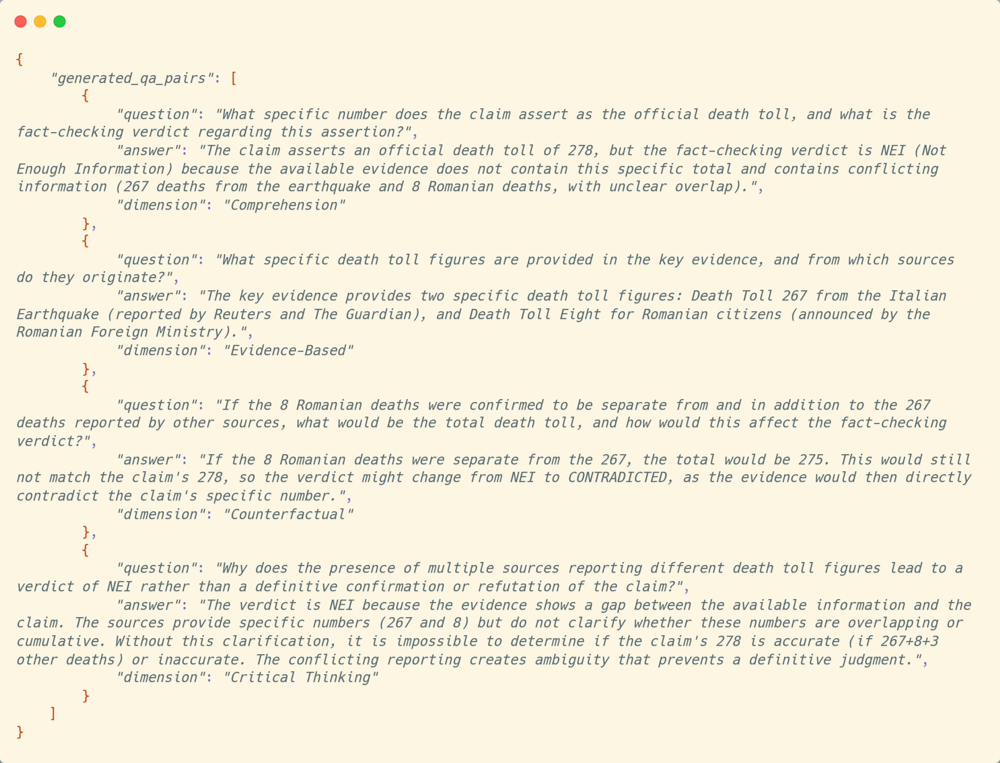 {
"generated_qa_pairs": [
{
"question": "What specific number does the claim assert as the official death toll, and what is the
fact-checking verdict regarding this assertion?",
"answer": "The claim asserts an official death toll of 278, but the fact-checking verdict is NEI (Not
Enough Information) because the available evidence does not contain this specific total and contains conflicting
information (267 deaths from the earthquake and 8 Romanian deaths, with unclear overlap).",
"dimension": "Comprehension"
},
{
"question": "What specific death toll figures are provided in the key evidence, and from which sources
do they originate?",
"answer": "The key evidence provides two specific death toll figures: Death Toll 267 from the Italian
Earthquake (reported by Reuters and The Guardian), and Death Toll Eight for Romanian citizens (announced by the
Romanian Foreign Ministry).",
"dimension": "Evidence-Based"
},
{
"question": "If the 8 Romanian deaths were confirmed to be separate from and in addition to the 267
deaths reported by other sources, what would be the total death toll, and how would this affect the fact-checking
verdict?",
"answer": "If the 8 Romanian deaths were separate from the 267, the total would be 275. This would still
not match the claim's 278, so the verdict might change from NEI to CONTRADICTED, as the evidence would then directly
contradict the claim's specific number.",
"dimension": "Counterfactual"
},
{
"question": "Why does the presence of multiple sources reporting different death toll figures lead to a
verdict of NEI rather than a definitive confirmation or refutation of the claim?",
"answer": "The verdict is NEI because the evidence shows a gap between the available information and the
claim. The sources provide specific numbers (267 and 8) but do not clarify whether these numbers are overlapping or
cumulative. Without this clarification, it is impossible to determine if the claim's 278 is accurate (if 267+8+3
other deaths) or inaccurate. The conflicting reporting creates ambiguity that prevents a definitive judgment.",
"dimension": "Critical Thinking"
}
]
}